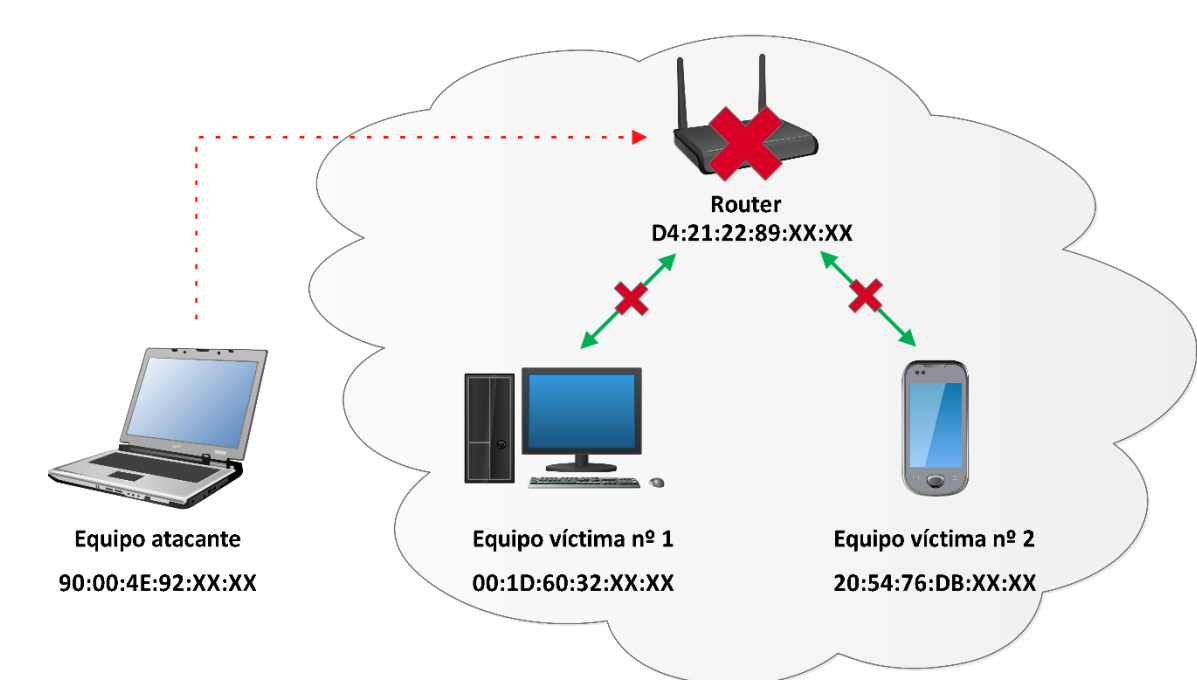 Router
D4:21:22:89:XX:XX
Equipo atacante
90:00:4E:92:XX:XX
Equipo víctima nº 1
00:1D:60:32:XX:XX
Equipo víctima nº 2
20:54:76:DB:XX:XX